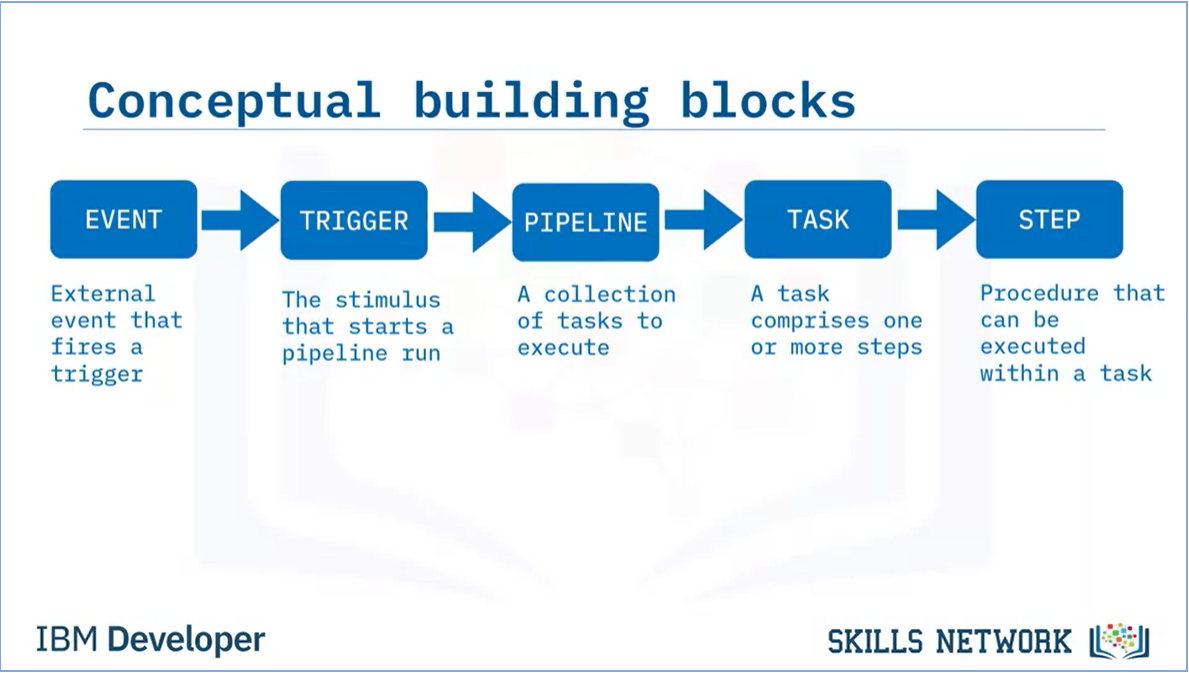 Conceptual building blocks
EVENT
TRIGGER
PIPELINE
TASK
STEP
External
event that
fires a
trigger
The stimulus
that starts a
pipeline run
A collection
of tasks to
execute
A task
comprises one
or more steps
Procedure that
can be
executed
within a task
IBM Developer
SKILLS NETWORK